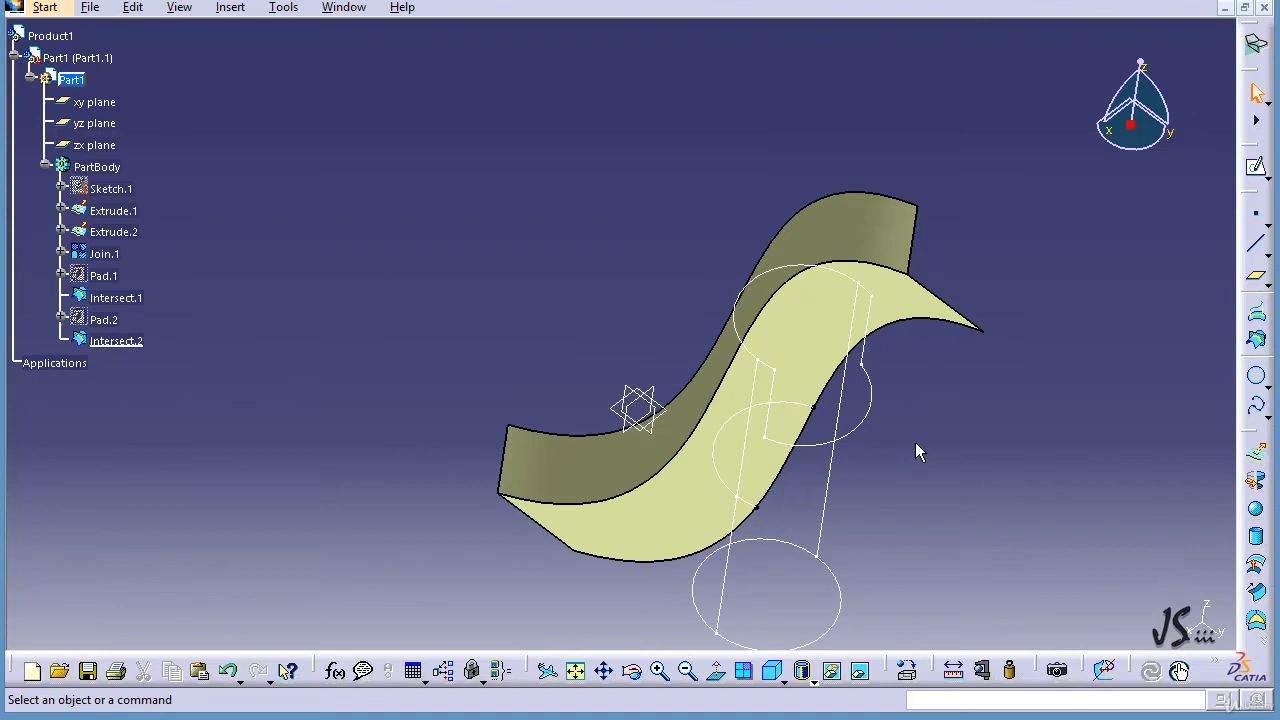 Start File Edit View Insert Tools Window Help
Product1
Part1 (Part1.1)
Part1
xy plane
yz plane
zx plane
PartBody
Sketch.1
Extrude.1
Extrude.2
Join.1
Pad.1
Intersect.1
Pad.2
Intersect.2
Applications
z
x
y
z
JS
f(x)
CATIA
Select an object or a command